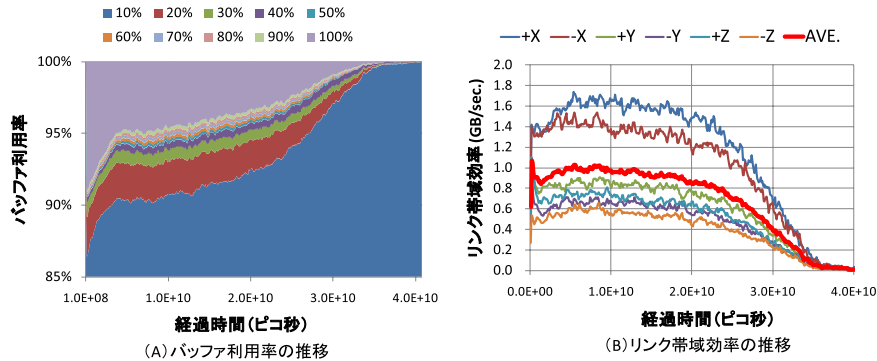 10% 20% 30% 40% 50%
60% 70% 80% 90% 100%
100%
95%
90%
85%
バッファ利用率
1.0E+08 1.0E+10 2.0E+10 3.0E+10 4.0E+10
経過時間(ピコ秒)
(A)バッファ利用率の推移
+X -X +Y -Y +Z -Z AVE.
2.0
1.8
1.6
1.4
1.2
1.0
0.8
0.6
0.4
0.2
0.0
リンク帯域効率(GB/sec.)
0.0E+00 1.0E+10 2.0E+10 3.0E+10 4.0E+10
経過時間(ピコ秒)
(B)リンク帯域効率の推移